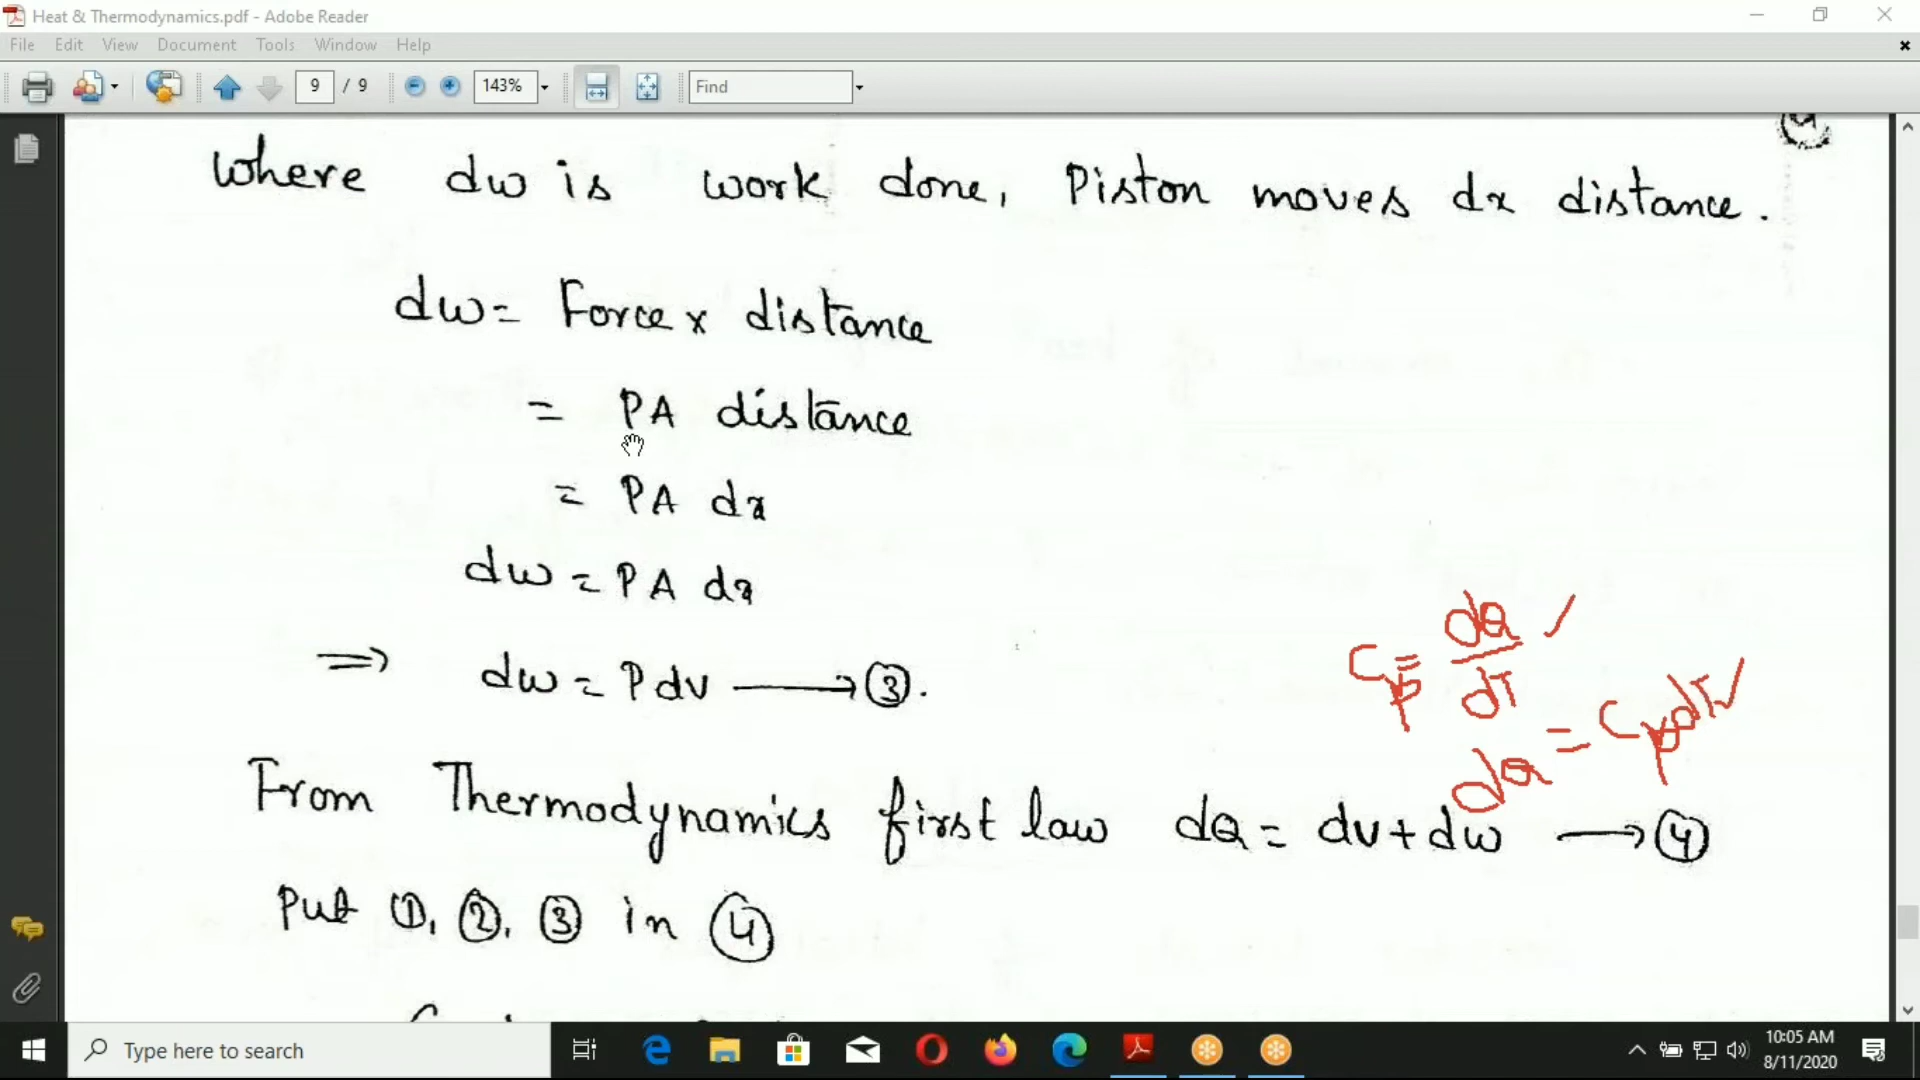 Heat & Thermodynamics.pdf - Adobe Reader
File Edit View Document Tools Window Help
9 / 9 143% Find
Where dw is work done, Piston moves dx distance.
dw = Force x distance
= PA distance
= PA dx
dw = PA dx
⇒ dw = P dv → ③.
Cp = dQ/dT ✓
dQ = CpdT ✓
From Thermodynamics first law dQ = dv + dw → ④
Put ①, ②, ③ in ④
Type here to search
10:05 AM
8/11/2020